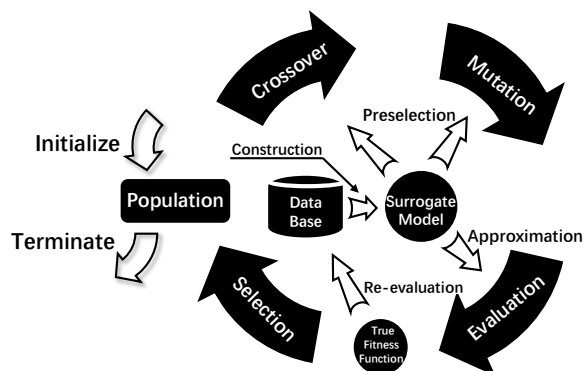 Crossover
Mutation
Preselection
Initialize
Construction
Population
Data
Base
Surrogate
Model
Terminate
Approximation
Re-evaluation
Selection
Evaluation
True
Fitness
Function